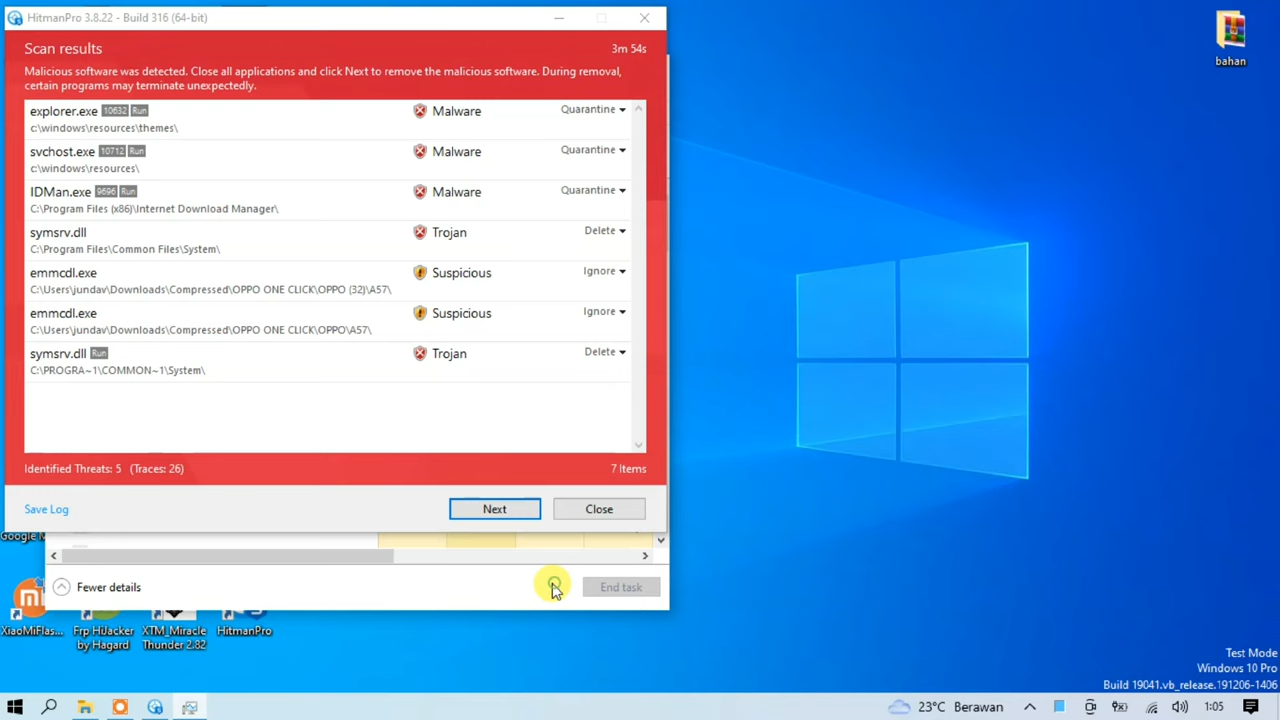 HitmanPro 3.8.22 - Build 316 (64-bit)
bahan
Scan results
3m 54s
Malicious software was detected. Close all applications and click Next to remove the malicious software. During removal,
certain programs may terminate unexpectedly.
explorer.exe 10632 Run Malware Quarantine
c:\windows\resources\themes\
svchost.exe 10712 Run Malware Quarantine
c:\windows\resources\
IDMan.exe 9696 Run Malware Quarantine
C:\Program Files (x86)\Internet Download Manager\
symsrv.dll Trojan Delete
C:\Program Files\Common Files\System\
emmcdl.exe Suspicious Ignore
C:\Users\jundav\Downloads\Compressed\OPPO ONE CLICK\OPPO (32)\A57\
emmcdl.exe Suspicious Ignore
C:\Users\jundav\Downloads\Compressed\OPPO ONE CLICK\OPPO\A57\
symsrv.dll Run Trojan Delete
C:\PROGRA~1\COMMON~1\System\
Identified Threats: 5 (Traces: 26)
7 Items
Save Log
Next
Close
Google
Fewer details
End task
XiaoMiFlas...
Frp HiJacker
by Hagard
XTM_Miracle
Thunder 2.82
HitmanPro
Test Mode
Windows 10 Pro
Build 19041.vb_release.191206-1406
23°C Berawan
1:05